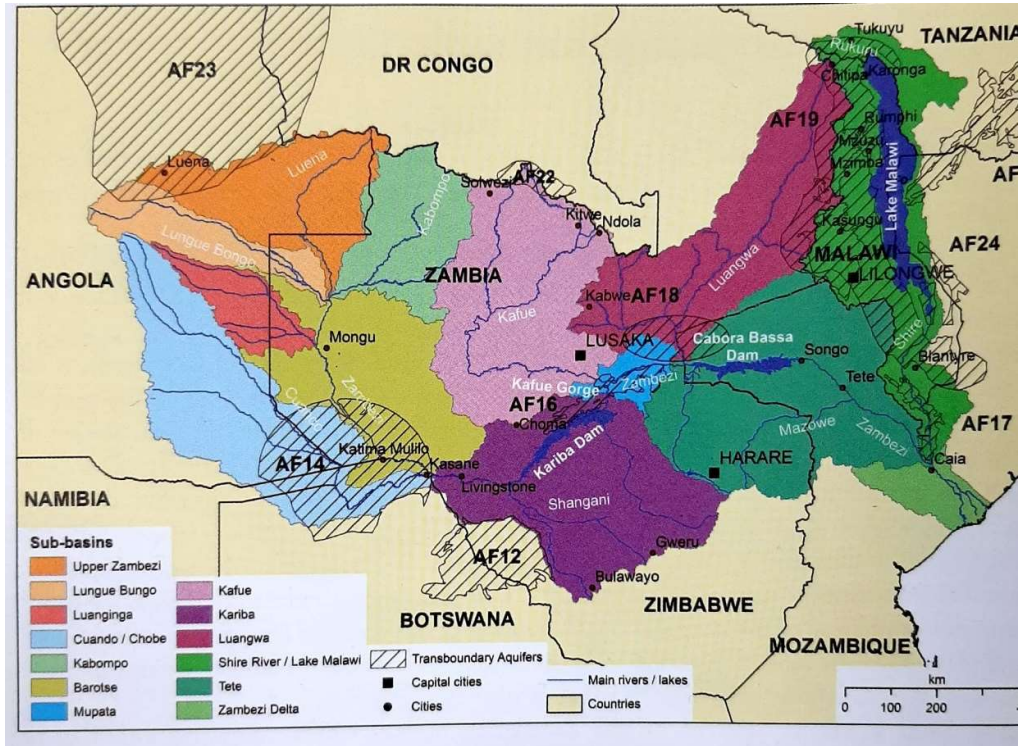 Tukuyu
TANZANIA
Rukuru
AF23
DR CONGO
Chitipa
Karonga
AF19
Rumphi
Mzuzu
Mzimba
Luena
Luena
Solwezi
AF22
Kabompo
Kitwe
Ndola
Lake Malawi
AF
Kasungu
Lungue Bongo
Luangwa
MALAWI
AF24
ANGOLA
ZAMBIA
LILONGWE
Kabwe
AF18
Kafue
Mongu
LUSAKA
Cabora Bassa
Dam
Songo
Shire
Blantyre
Kafue Gorge
Zambezi
Tete
Cuando
Zambezi
AF16
Choma
Mazowe
Zambezi
AF17
Kariba Dam
Katima Mulilo
AF14
Kasane
HARARE
Caia
Livingstone
NAMIBIA
Shangani
AF12
Gweru
Bulawayo
ZIMBABWE
BOTSWANA
MOZAMBIQUE
Sub-basins
Upper Zambezi
Lungue Bungo
Luanginga
Cuando / Chobe
Kabompo
Barotse
Mupata
Kafue
Kariba
Luangwa
Shire River / Lake Malawi
Tete
Zambezi Delta
Transboundary Aquifers
Capital cities
Cities
Main rivers / lakes
Countries
km
0 100 200